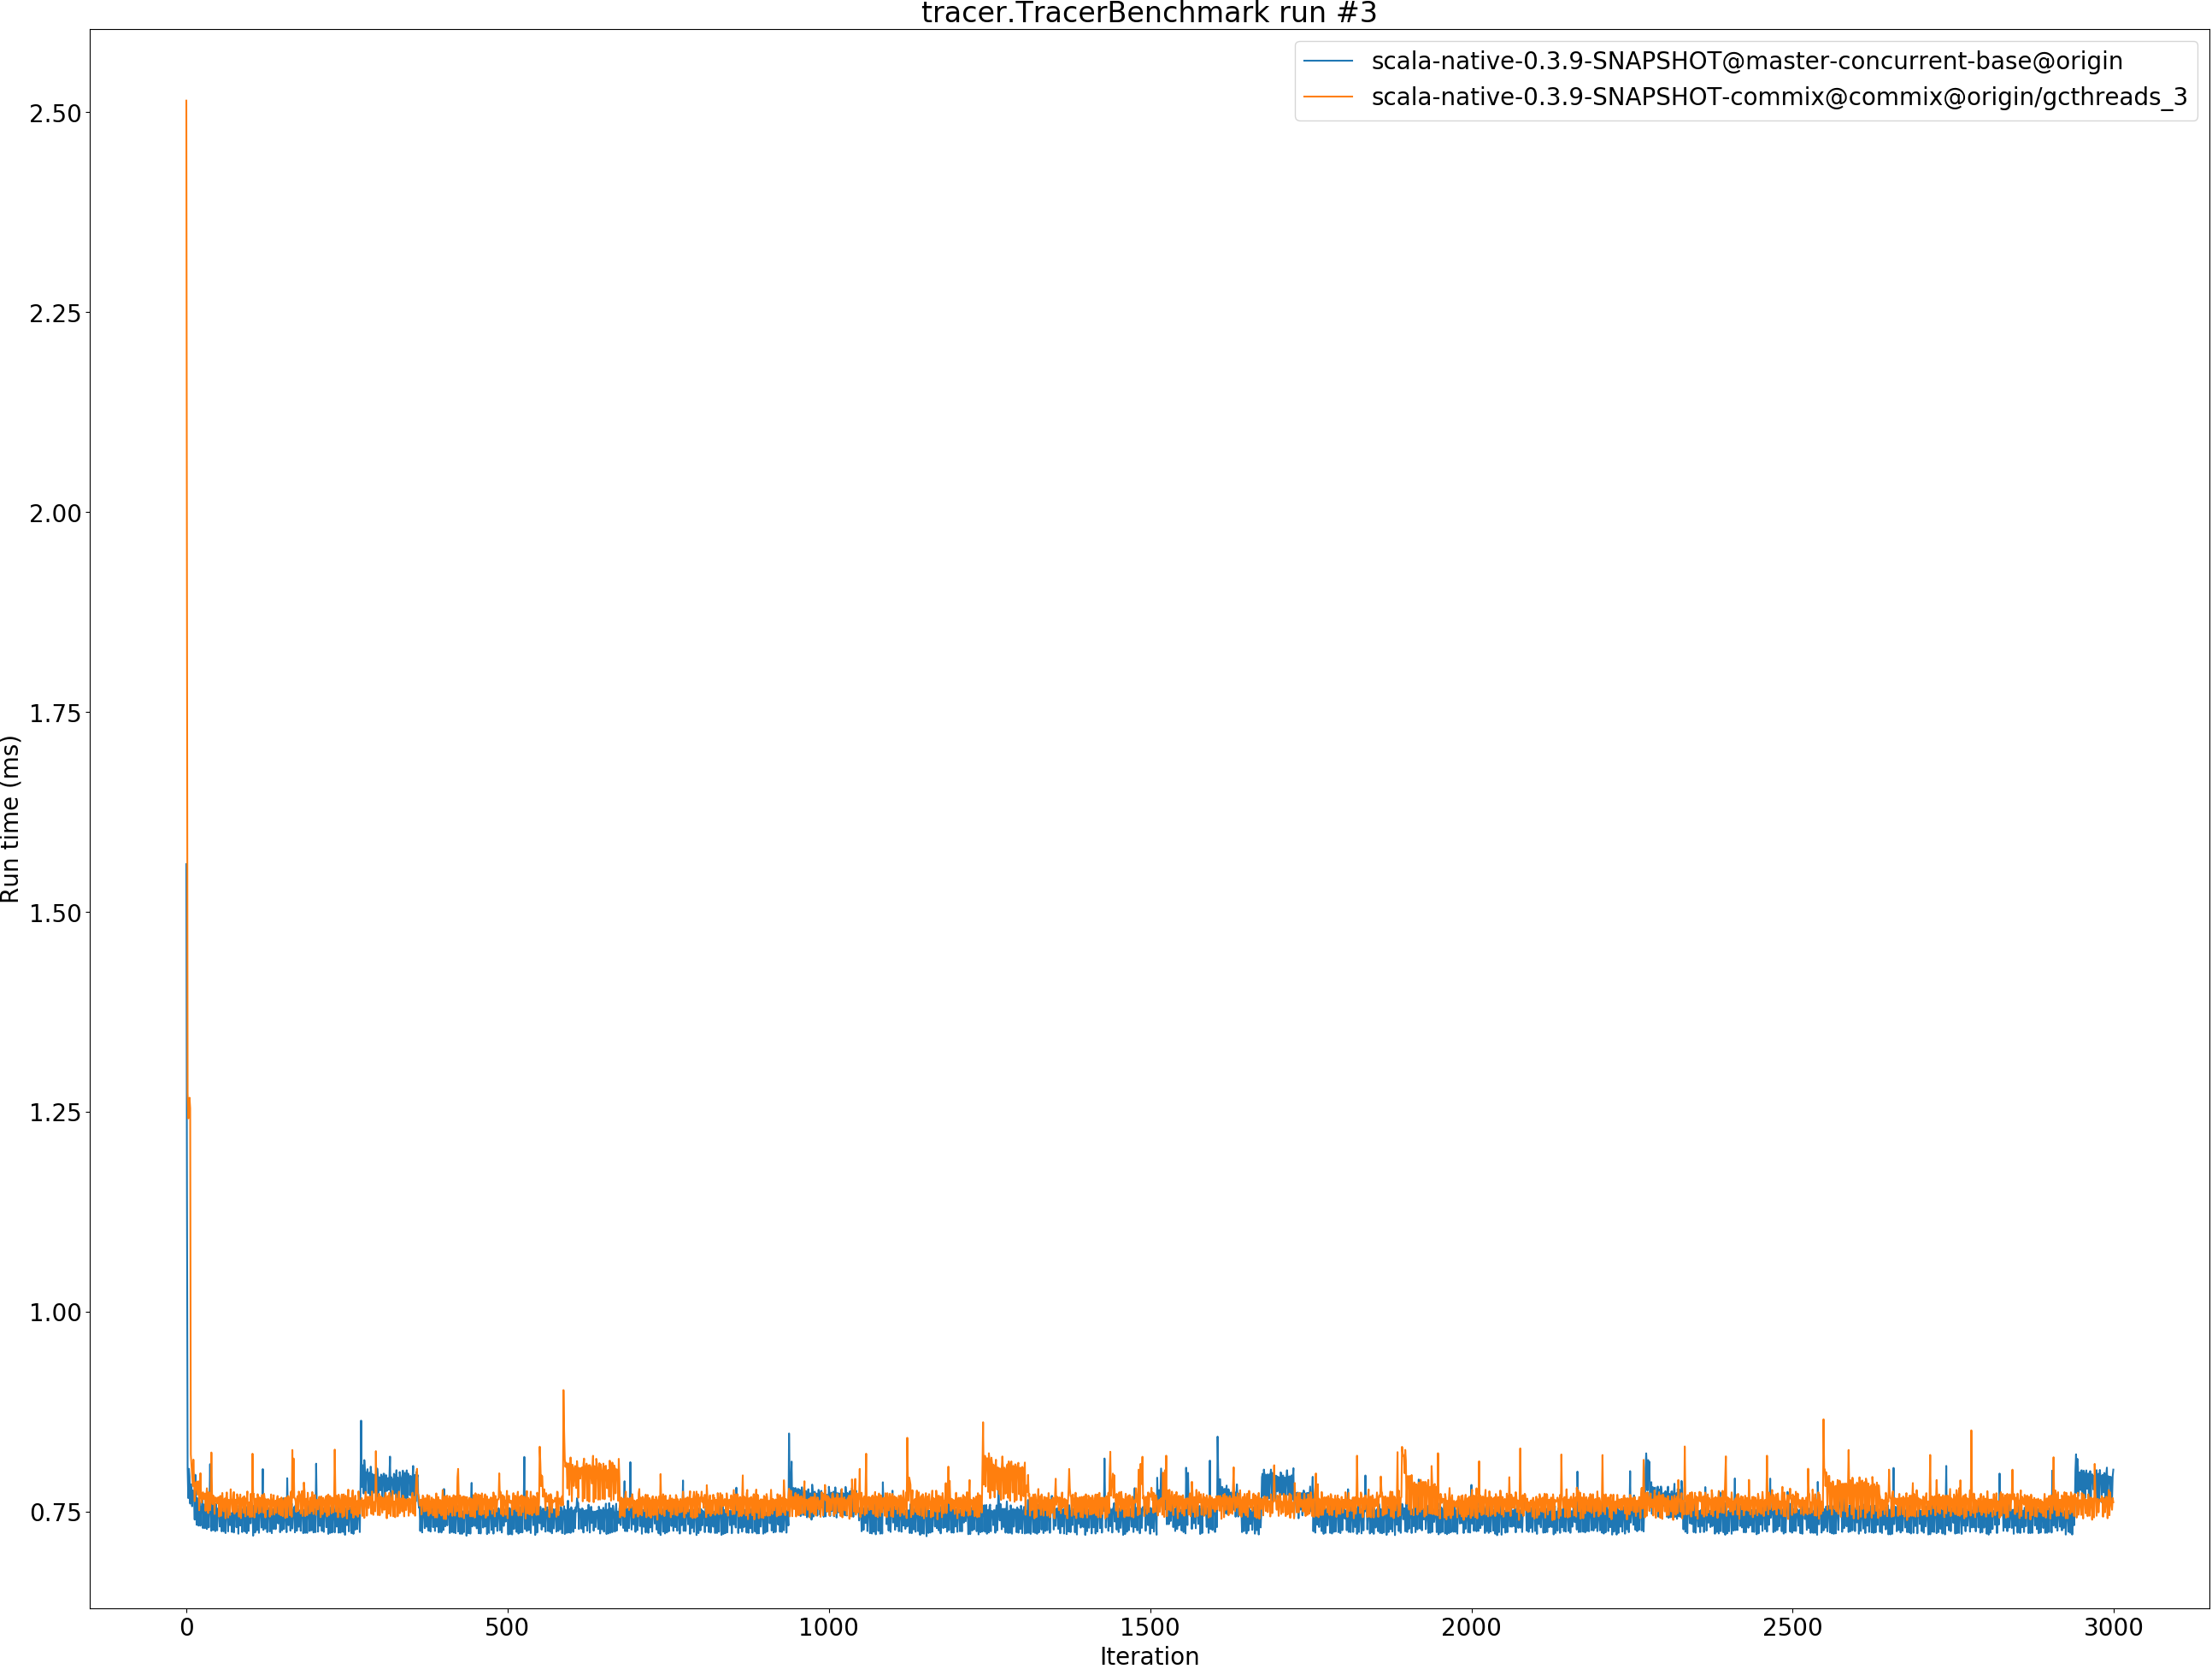 tracer.TracerBenchmark run #3
scala-native-0.3.9-SNAPSHOT@master-concurrent-base@origin
scala-native-0.3.9-SNAPSHOT-commix@commix@origin/gcthreads_3
2.50
2.25
2.00
1.75
1.50
1.25
1.00
0.75
Run time (ms)
0 500 1000 1500 2000 2500 3000
Iteration